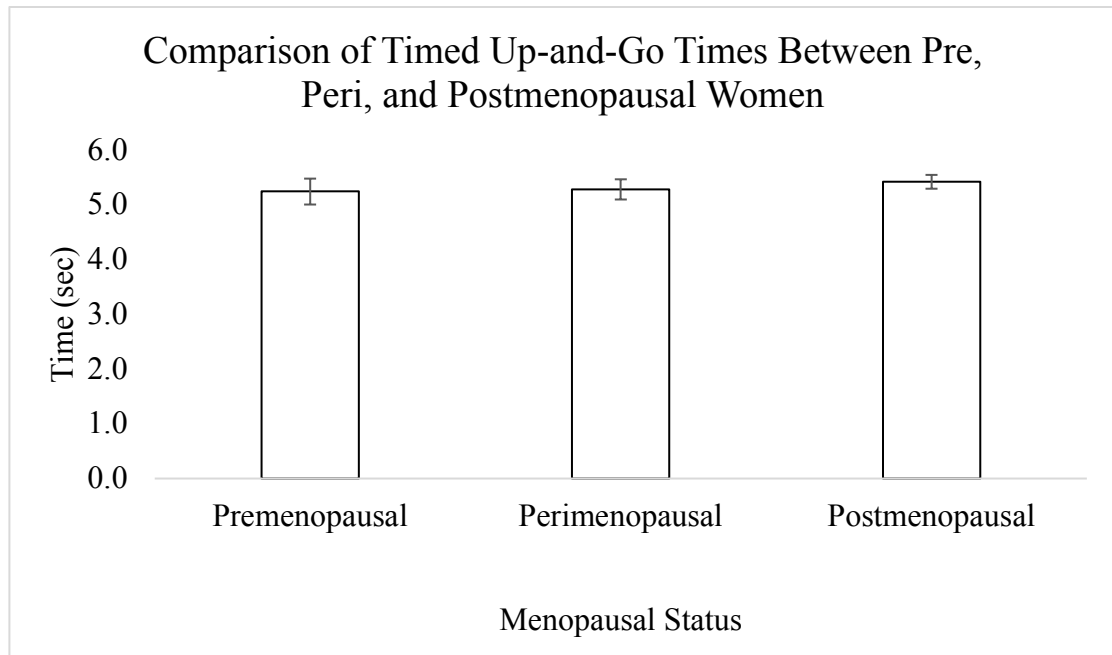 Comparison of Timed Up-and-Go Times Between Pre,
Peri, and Postmenopausal Women
6.0
5.0
4.0
3.0
2.0
1.0
0.0
Time (sec)
Premenopausal
Perimenopausal
Postmenopausal
Menopausal Status